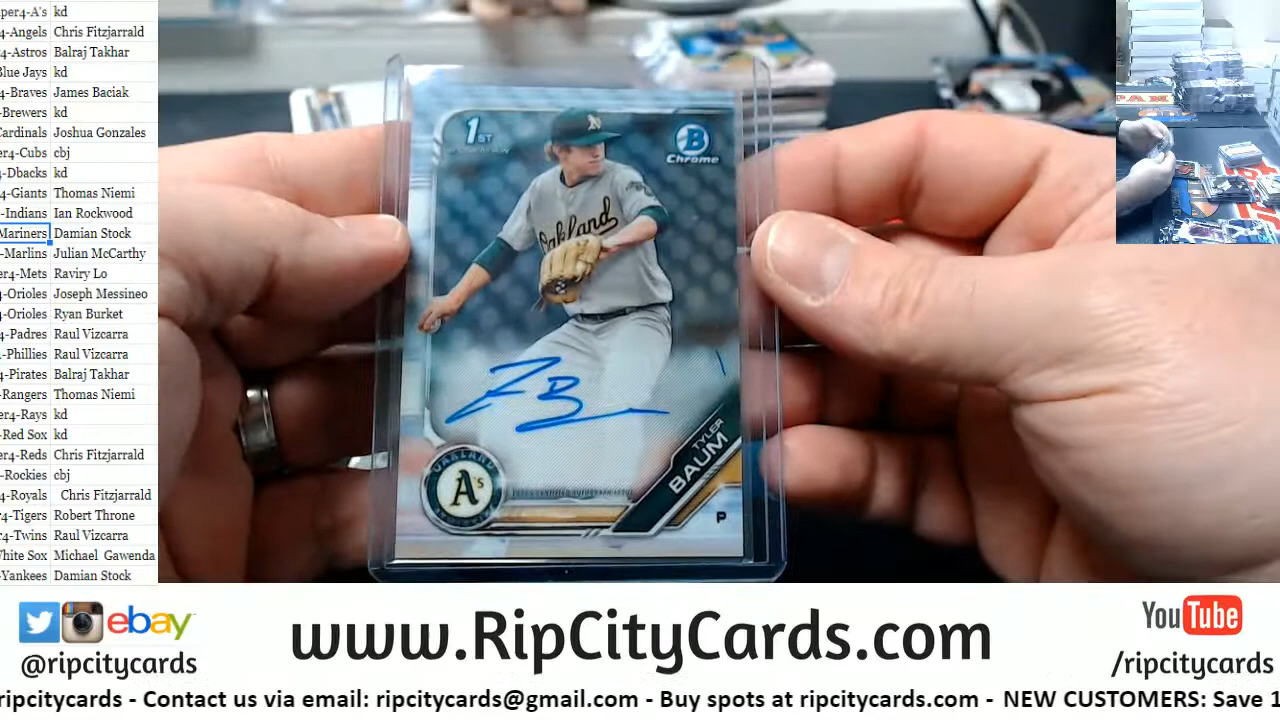 per4-A's kd
4-Angels Chris Fitzjarrald
4-Astros Balraj Takhar
Blue Jays kd
4-Braves James Baciak
-Brewers kd
Cardinals Joshua Gonzales
er4-Cubs cbj
4-Dbacks kd
4-Giants Thomas Niemi
-Indians Ian Rockwood
Mariners Damian Stock
-Marlins Julian McCarthy
er4-Mets Raviry Lo
4-Orioles Joseph Messineo
4-Orioles Ryan Burket
4-Padres Raul Vizcarra
-Phillies Raul Vizcarra
4-Pirates Balraj Takhar
-Rangers Thomas Niemi
er4-Rays kd
-Red Sox kd
er4-Reds Chris Fitzjarrald
-Rockies cbj
4-Royals Chris Fitzjarrald
4-Tigers Robert Throne
4-Twins Raul Vizcarra
White Sox Michael Gawenda
-Yankees Damian Stock
1ST
B
Chrome
Oakland
OAKLAND
A's
TYLER
BAUM
P
ebay
@ripcitycards
www.RipCityCards.com
YouTube
/ripcitycards
ripcitycards - Contact us via email: ripcitycards@gmail.com - Buy spots at ripcitycards.com - NEW CUSTOMERS: Save 1